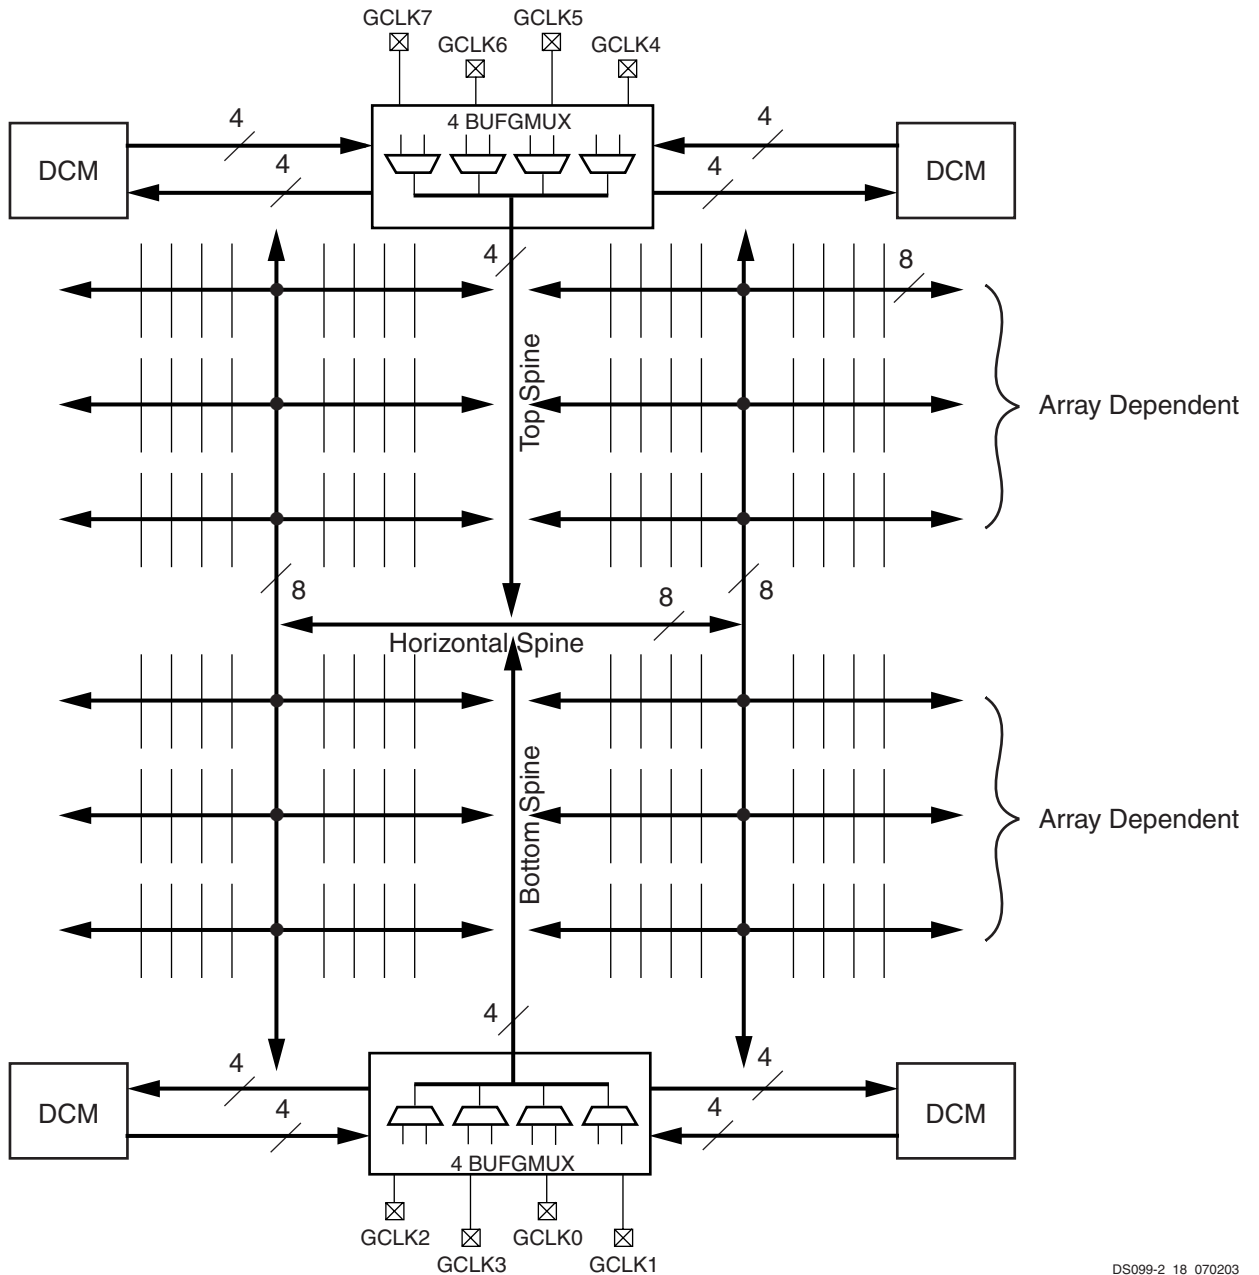 GCLK7
GCLK5
GCLK6
GCLK4
4 BUFGMUX
4
4
DCM
DCM
4
4
4
8
Top Spine
Array Dependent
8
8
8
Horizontal Spine
Bottom Spine
Array Dependent
4
4
4
DCM
DCM
4
4
4 BUFGMUX
GCLK2
GCLK0
GCLK3
GCLK1
DS099-2_18_070203